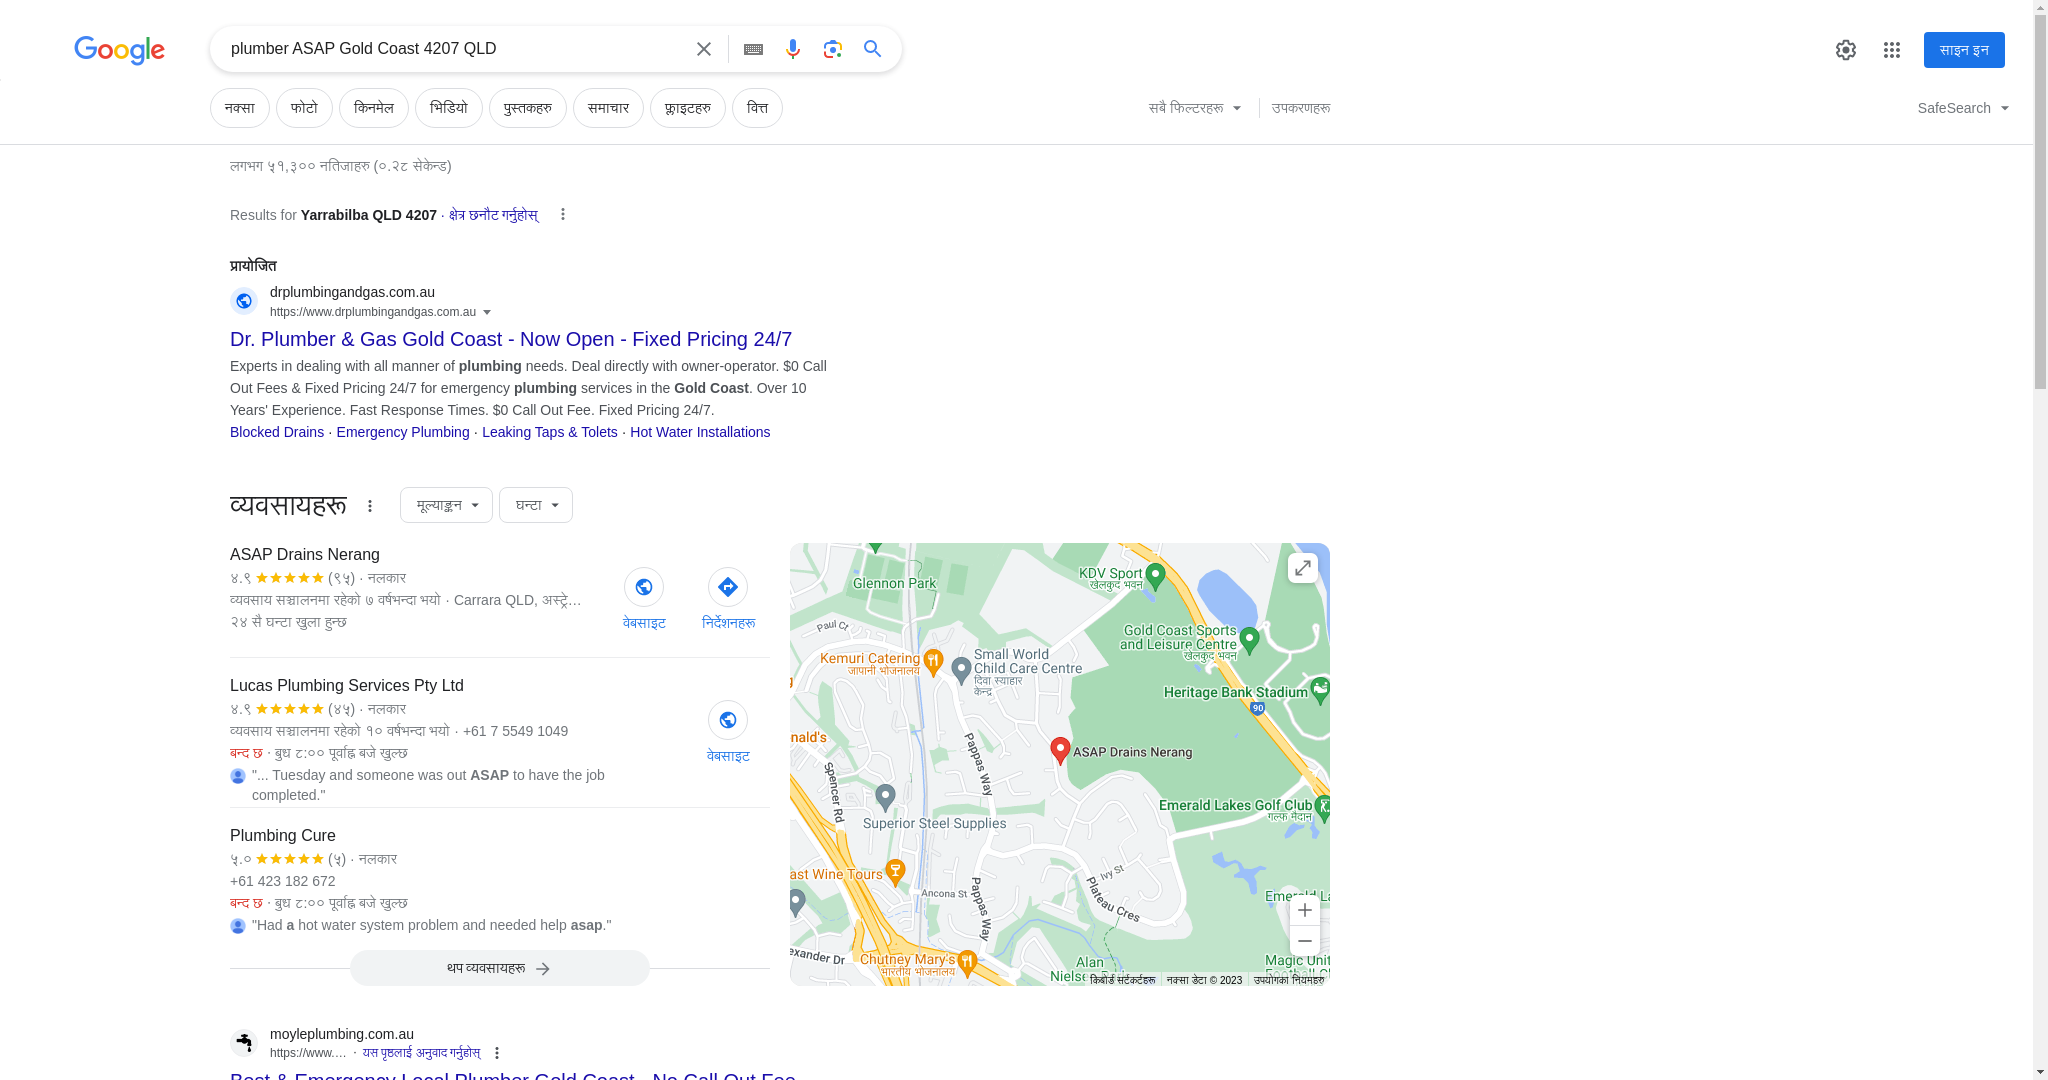 Google
plumber ASAP Gold Coast 4207 QLD
साइन इन
नक्सा
फोटो
किनमेल
भिडियो
पुस्तकहरु
समाचार
फ्लाइटहरु
वित्त
सबै फिल्टरहरू
उपकरणहरू
SafeSearch
लगभग ५१,३०० नतिजाहरु (०.२८ सेकेन्ड)
Results for Yarrabilba QLD 4207 · क्षेत्र छनौट गर्नुहोस्
प्रायोजित
drplumbingandgas.com.au
https://www.drplumbingandgas.com.au
Dr. Plumber & Gas Gold Coast - Now Open - Fixed Pricing 24/7
Experts in dealing with all manner of plumbing needs. Deal directly with owner-operator. $0 Call
Out Fees & Fixed Pricing 24/7 for emergency plumbing services in the Gold Coast. Over 10
Years' Experience. Fast Response Times. $0 Call Out Fee. Fixed Pricing 24/7.
Blocked Drains · Emergency Plumbing · Leaking Taps & Tolets · Hot Water Installations
व्यवसायहरू
मूल्याङ्कन
घन्टा
ASAP Drains Nerang
४.९ (९५) · नलकार
व्यवसाय सञ्चालनमा रहेको ७ वर्षभन्दा भयो · Carrara QLD, अस्ट्रे…
२४ सै घन्टा खुला हुन्छ
वेबसाइट
निर्देशनहरू
Lucas Plumbing Services Pty Ltd
४.९ (४५) · नलकार
व्यवसाय सञ्चालनमा रहेको १० वर्षभन्दा भयो · +61 7 5549 1049
बन्द छ · बुध ८:०० पूर्वाह्न बजे खुल्छ
"... Tuesday and someone was out ASAP to have the job
completed."
वेबसाइट
Plumbing Cure
५.० (५) · नलकार
+61 423 182 672
बन्द छ · बुध ८:०० पूर्वाह्न बजे खुल्छ
"Had a hot water system problem and needed help asap."
थप व्यवसायहरू
Glennon Park
KDV Sport
खेलकुद भवन
Paul Ct
Gold Coast Sports
and Leisure Centre
खेलकुद भवन
Kemuri Catering
जापानी भोजनालय
Small World
Child Care Centre
दिवा स्याहार
केन्द्र
Heritage Bank Stadium
90
nald's
Pappas Way
ASAP Drains Nerang
Spencer Rd
Emerald Lakes Golf Club
गल्फ मैदान
Superior Steel Supplies
ast Wine Tours
Ivy St
Ancona St
Pappas Way
Plateau Cres
Emerald La
exander Dr
Chutney Mary's
भारतीय भोजनालय
Alan
Magic Unit
किबोर्ड सर्टकर्टहरू
नक्सा डेटा © 2023
उपयोगका नियमहरु
moyleplumbing.com.au
https://www.… · यस पृष्ठलाई अनुवाद गर्नुहोस्
Best & Emergency Local Plumber Gold Coast - No Call Out Fee